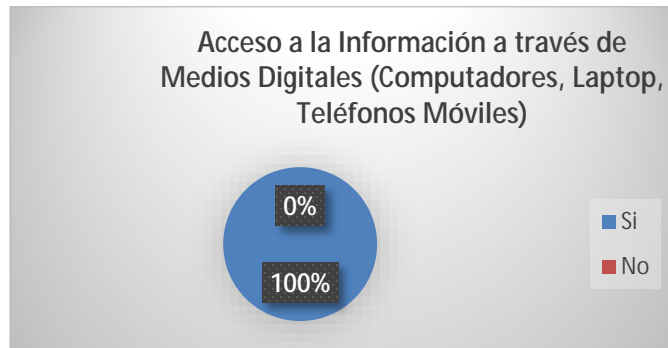 Acceso a la Información a través de
Medios Digitales (Computadores, Laptop,
Teléfonos Móviles)
0%
100%
Si
No